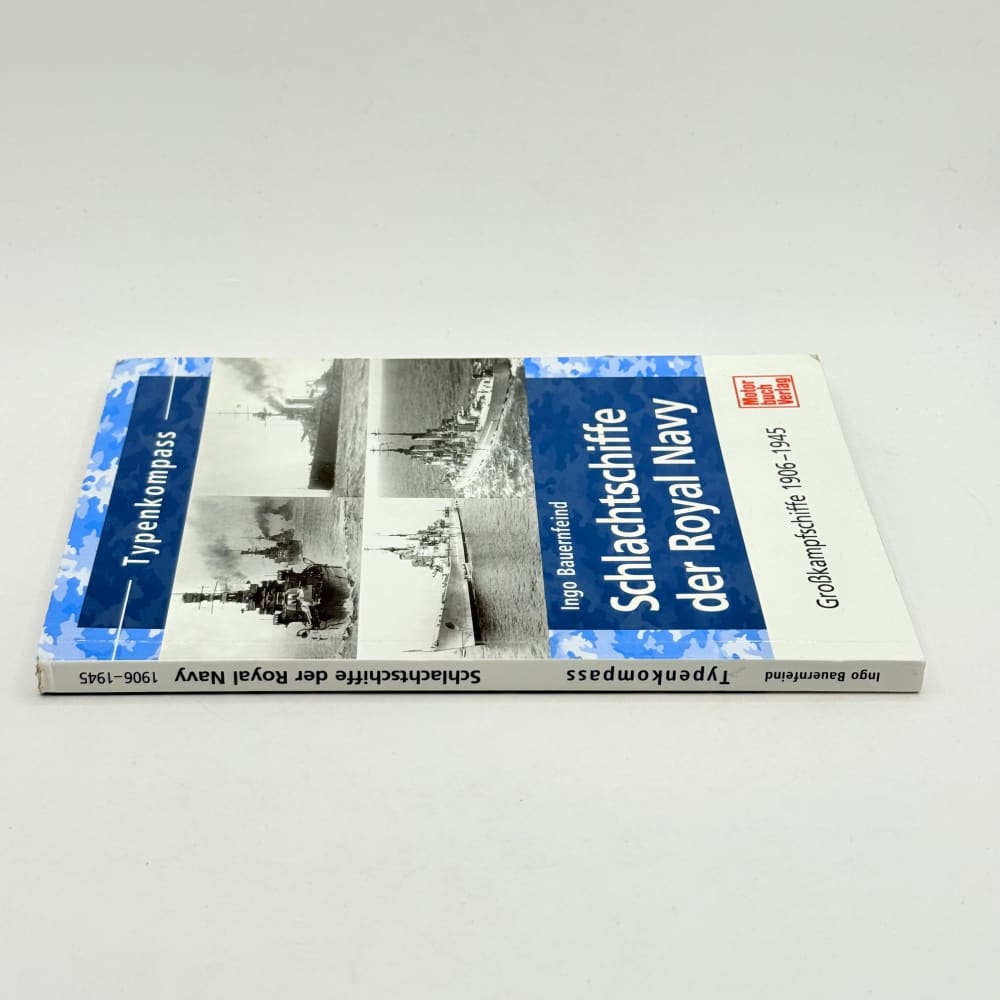 Typenkompass
Ingo Bauernfeind
Schlachtschiffe
der Royal Navy
Großkampfschiffe 1906–1945
Motor
buch
Verlag
Ingo Bauernfeind Typenkompass Schlachtschiffe der Royal Navy 1906–1945